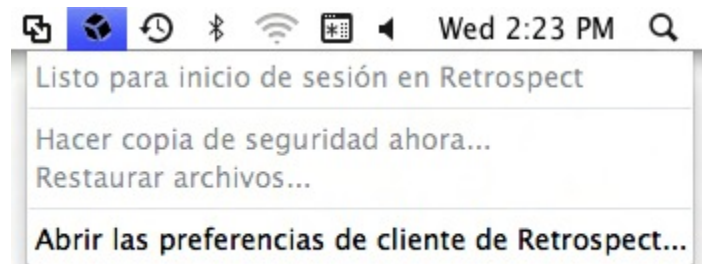 Wed 2:23 PM
Listo para inicio de sesión en Retrospect
Hacer copia de seguridad ahora...
Restaurar archivos...
Abrir las preferencias de cliente de Retrospect...